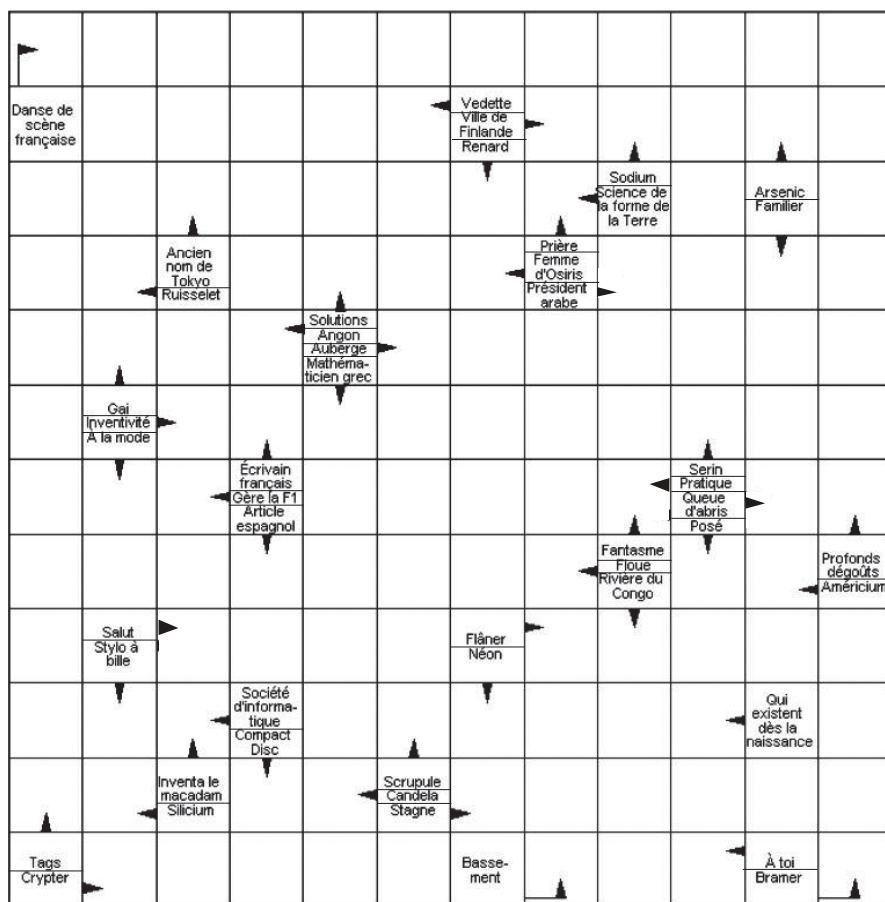 Danse de
scène
française
Vedette
Ville de
Finlande
Renard
Sodium
Science de
la forme de
la Terre
Arsenic
Familier
Ancien
nom de
Tokyo
Ruisselet
Prière
Femme
d'Osiris
Président
arabe
Solutions
Angon
Auberge
Mathéma-
ticien grec
Gai
Inventivité
À la mode
Écrivain
français
Gère la F1
Article
espagnol
Serin
Pratique
Queue
d'abris
Posé
Fantasme
Floue
Rivière du
Congo
Profonds
dégoûts
Américium
Salut
Stylo à
bille
Flâner
Néon
Société
d'informa-
tique
Compact
Disc
Qui
existent
dès la
naissance
Inventa le
macadam
Silicium
Scrupule
Candela
Stagne
Tags
Crypter
Basse-
ment
À toi
Bramer